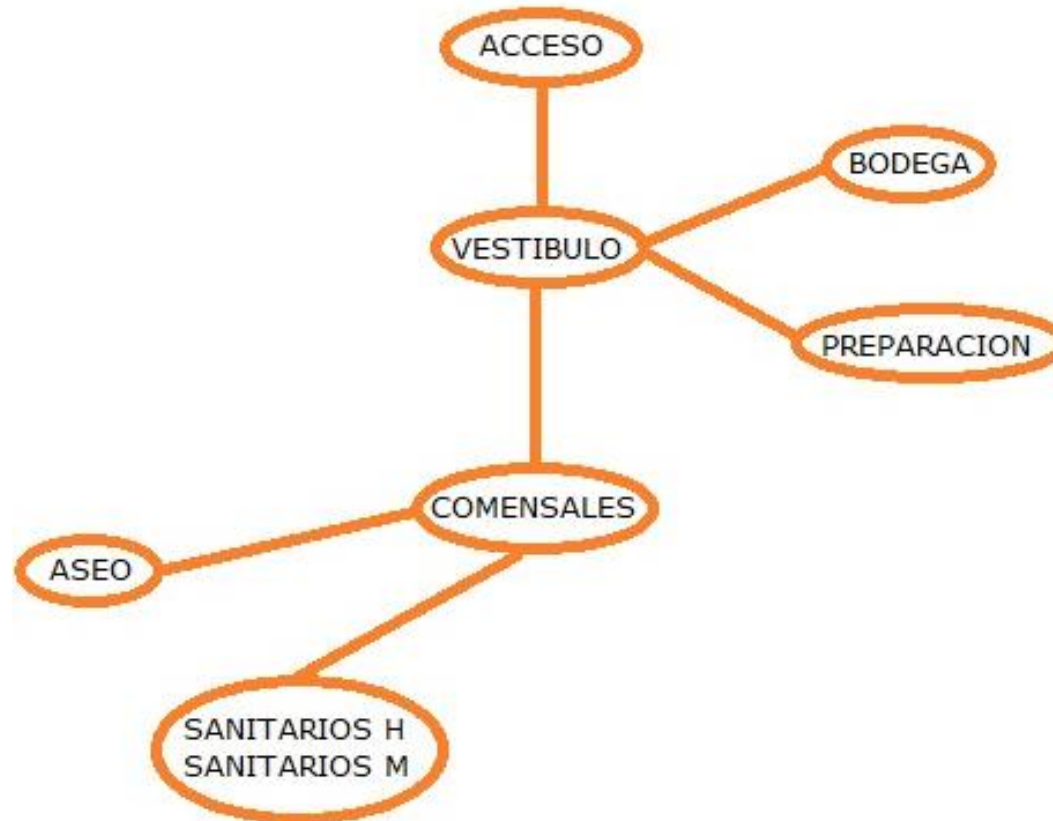 ACCESO
BODEGA
VESTIBULO
PREPARACION
COMENSALES
ASEO
SANITARIOS H
SANITARIOS M